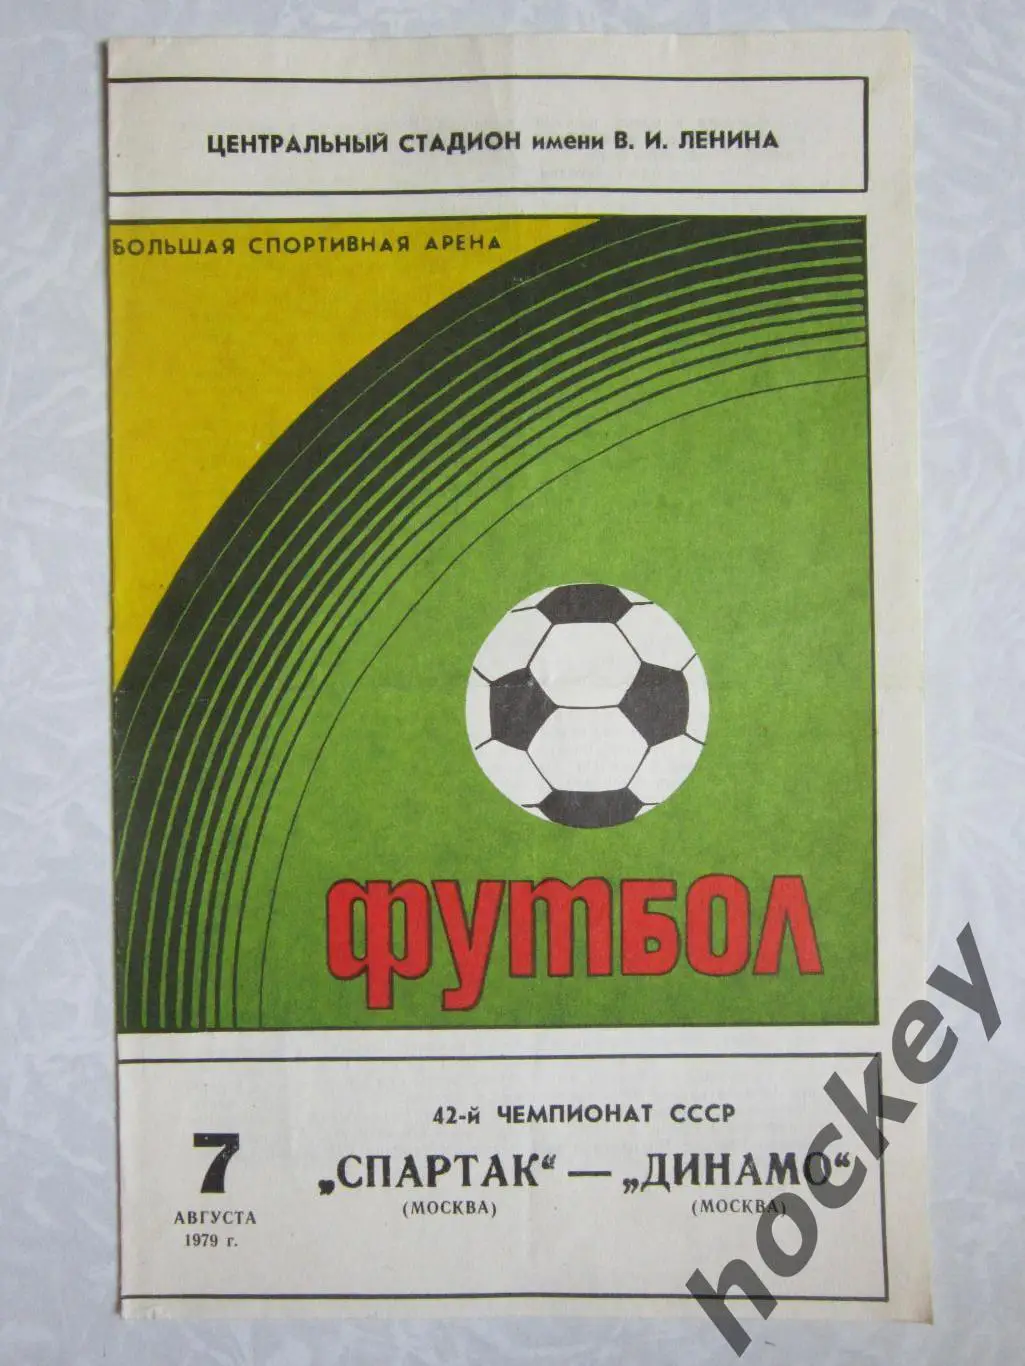 ЦЕНТРАЛЬНЫЙ СТАДИОН имени В. И. ЛЕНИНА
БОЛЬШАЯ СПОРТИВНАЯ АРЕНА
ФУТБОЛ
42-й ЧЕМПИОНАТ СССР
7 АВГУСТА 1979 г.
„СПАРТАК“ — „ДИНАМО“
(МОСКВА) (МОСКВА)
hockey